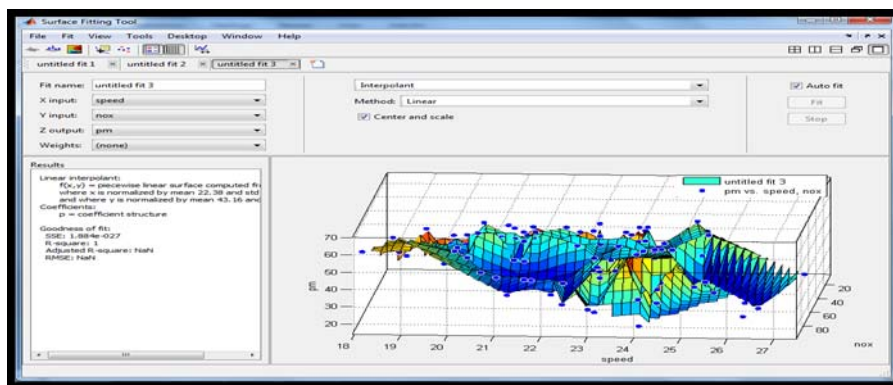 Surface Fitting Tool
File Fit View Tools Desktop Window Help
untitled fit 1 untitled fit 2 untitled fit 3
Fit name: untitled fit 3
X input: speed
Y input: nox
Z output: pm
Weights: (none)
Interpolant
Method: Linear
Center and scale
Auto fit
Fit
Stop
Results
Linear interpolant:
f(x,y) = piecewise linear surface computed fr
where x is normalized by mean 22.38 and std
and where y is normalized by mean 43.16 and
Coefficients:
p = coefficient structure
Goodness of fit:
SSE: 1.884e-027
R-square: 1
Adjusted R-square: NaN
RMSE: NaN
untitled fit 3
pm vs. speed, nox
70
60
50
40
30
20
pm
18 19 20 21 22 23 24 25 26 27
speed
20
40
60
80
nox